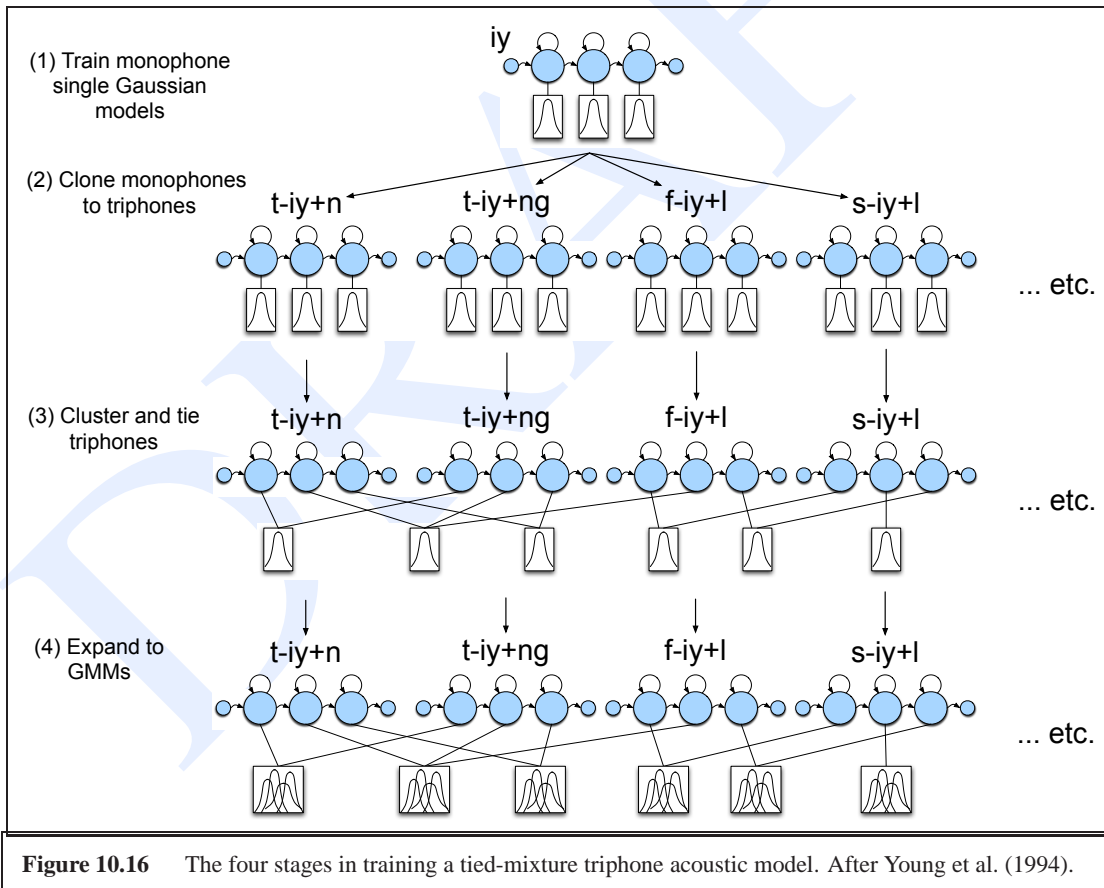 iy
(1) Train monophone
single Gaussian
models
(2) Clone monophones
to triphones
t-iy+n t-iy+ng f-iy+l s-iy+l
... etc.
(3) Cluster and tie
triphones
t-iy+n t-iy+ng f-iy+l s-iy+l
... etc.
(4) Expand to
GMMs
t-iy+n t-iy+ng f-iy+l s-iy+l
... etc.
Figure 10.16 The four stages in training a tied-mixture triphone acoustic model. After Young et al. (1994).
DRAF